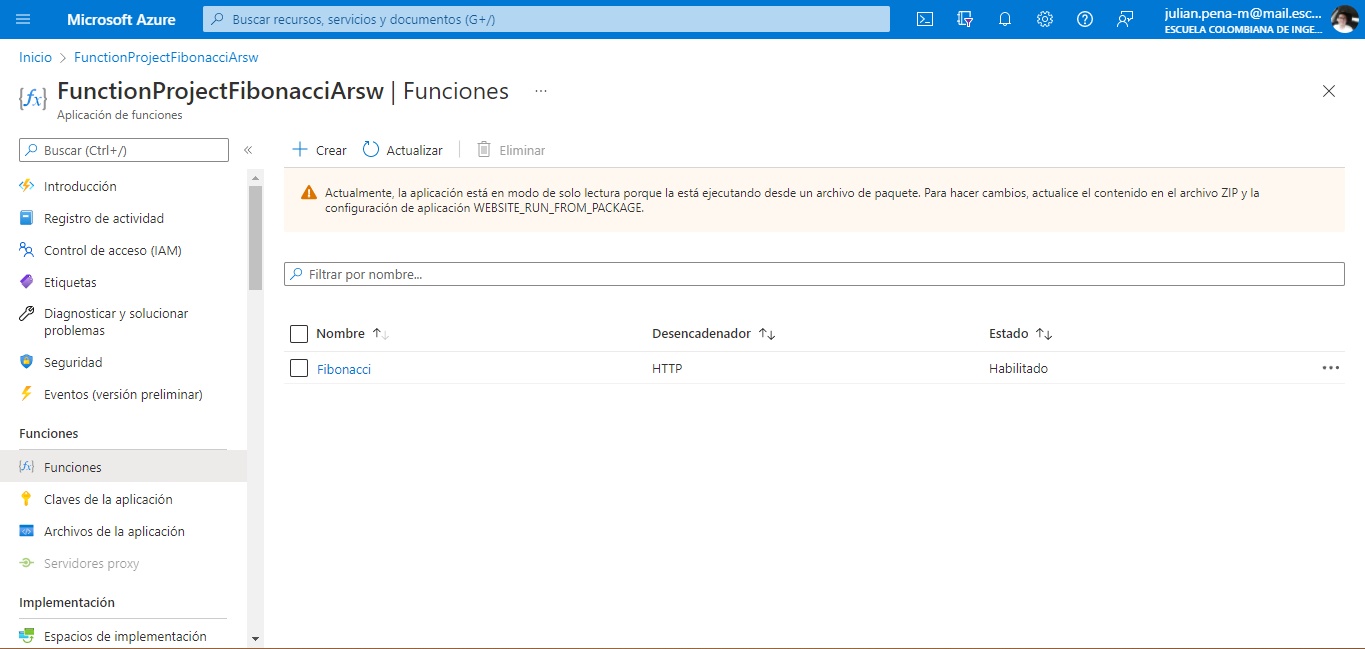 Microsoft Azure
Buscar recursos, servicios y documentos (G+/)
julian.pena-m@mail.esc...
ESCUELA COLOMBIANA DE INGE...
Inicio > FunctionProjectFibonacciArsw
{fx}
FunctionProjectFibonacciArsw | Funciones ...
Aplicación de funciones
Buscar (Ctrl+/)
«
Introducción
Registro de actividad
Control de acceso (IAM)
Etiquetas
Diagnosticar y solucionar
problemas
Seguridad
Eventos (versión preliminar)
Funciones
Funciones
Claves de la aplicación
Archivos de la aplicación
Servidores proxy
Implementación
Espacios de implementación
Crear Actualizar Eliminar
Actualmente, la aplicación está en modo de solo lectura porque la está ejecutando desde un archivo de paquete. Para hacer cambios, actualice el contenido en el archivo ZIP y la
configuración de aplicación WEBSITE_RUN_FROM_PACKAGE.
Filtrar por nombre...
Nombre Desencadenador Estado
Fibonacci HTTP Habilitado